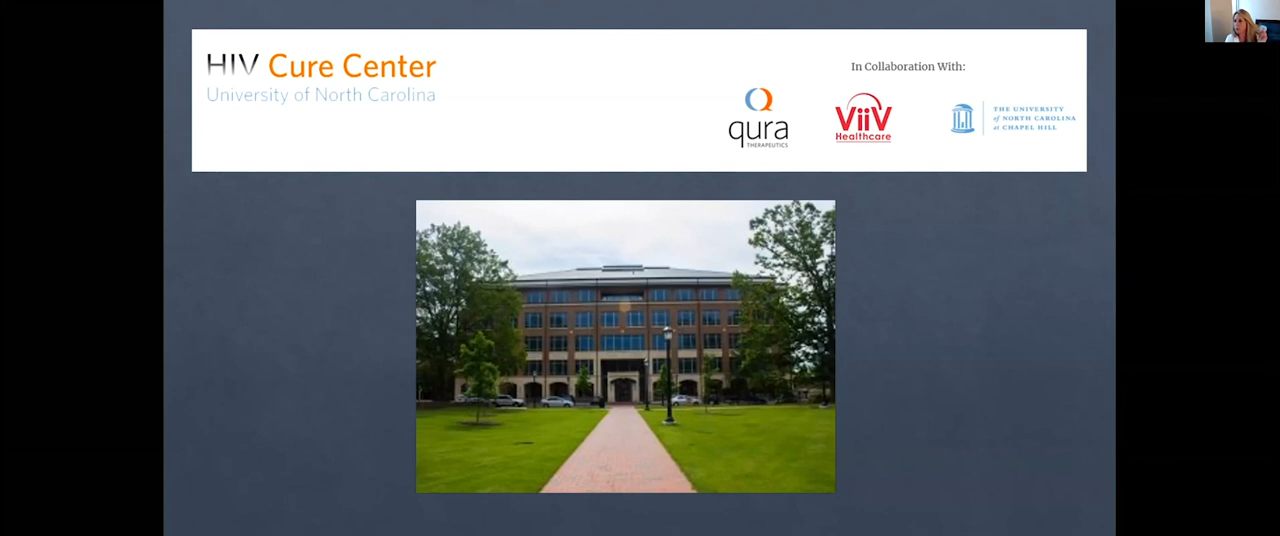 HIV Cure Center
University of North Carolina
In Collaboration With:
qura
THERAPEUTICS
ViiV
Healthcare
THE UNIVERSITY
of NORTH CAROLINA
at CHAPEL HILL